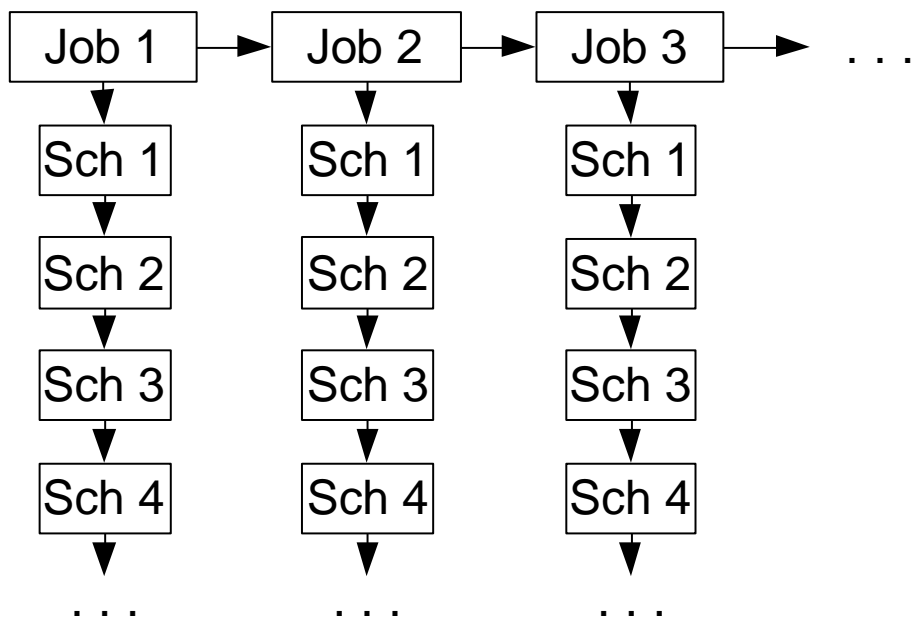 Job 1 Job 2 Job 3 . . .
Sch 1 Sch 1 Sch 1
Sch 2 Sch 2 Sch 2
Sch 3 Sch 3 Sch 3
Sch 4 Sch 4 Sch 4
. . . . . . . . .